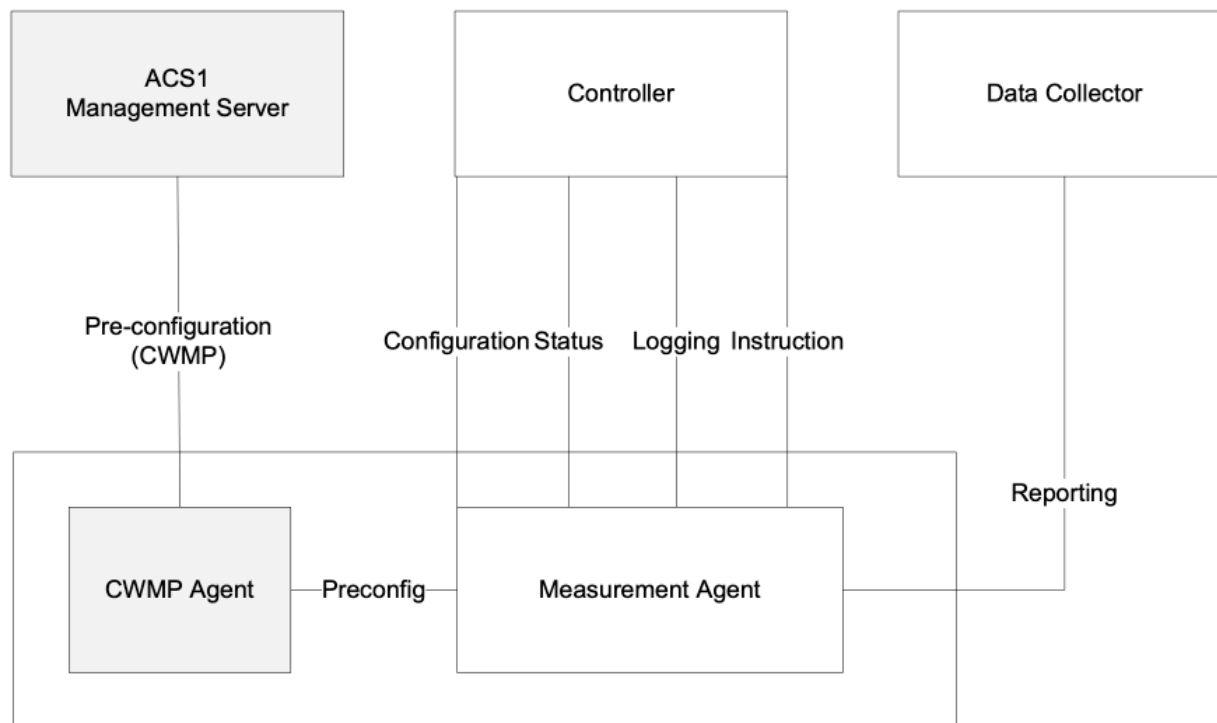 ACS1
Management Server
Controller
Data Collector
Pre-configuration
(CWMP)
Configuration
Status
Logging
Instruction
Reporting
CWMP Agent
Preconfig
Measurement Agent